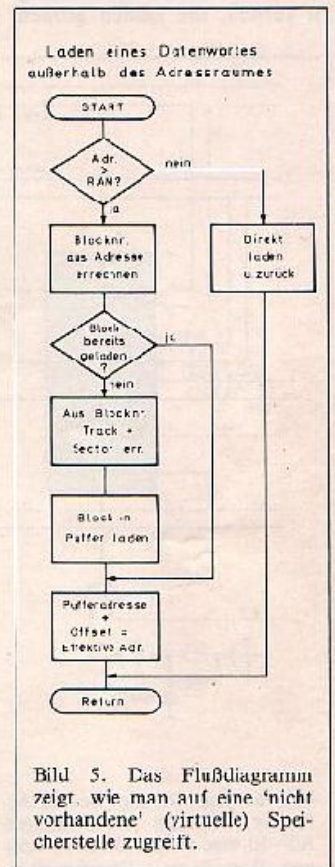 Laden eines Datenwortes
außerhalb des Adressraumes
START
Adr.
>
RAM?
nein
ja
Blocknr.
aus Adresse
errechnen
Direkt
laden
u.zurück
Block
bereits
geladen
?
ja
nein
Aus Blocknr.
Track +
Sector err.
Block in
Puffer laden
Pufferadresse
+
Offset =
Effektive Adr.
Return
Bild 5. Das Flußdiagramm
zeigt, wie man auf eine 'nicht
vorhandene' (virtuelle) Spei-
cherstelle zugreift.